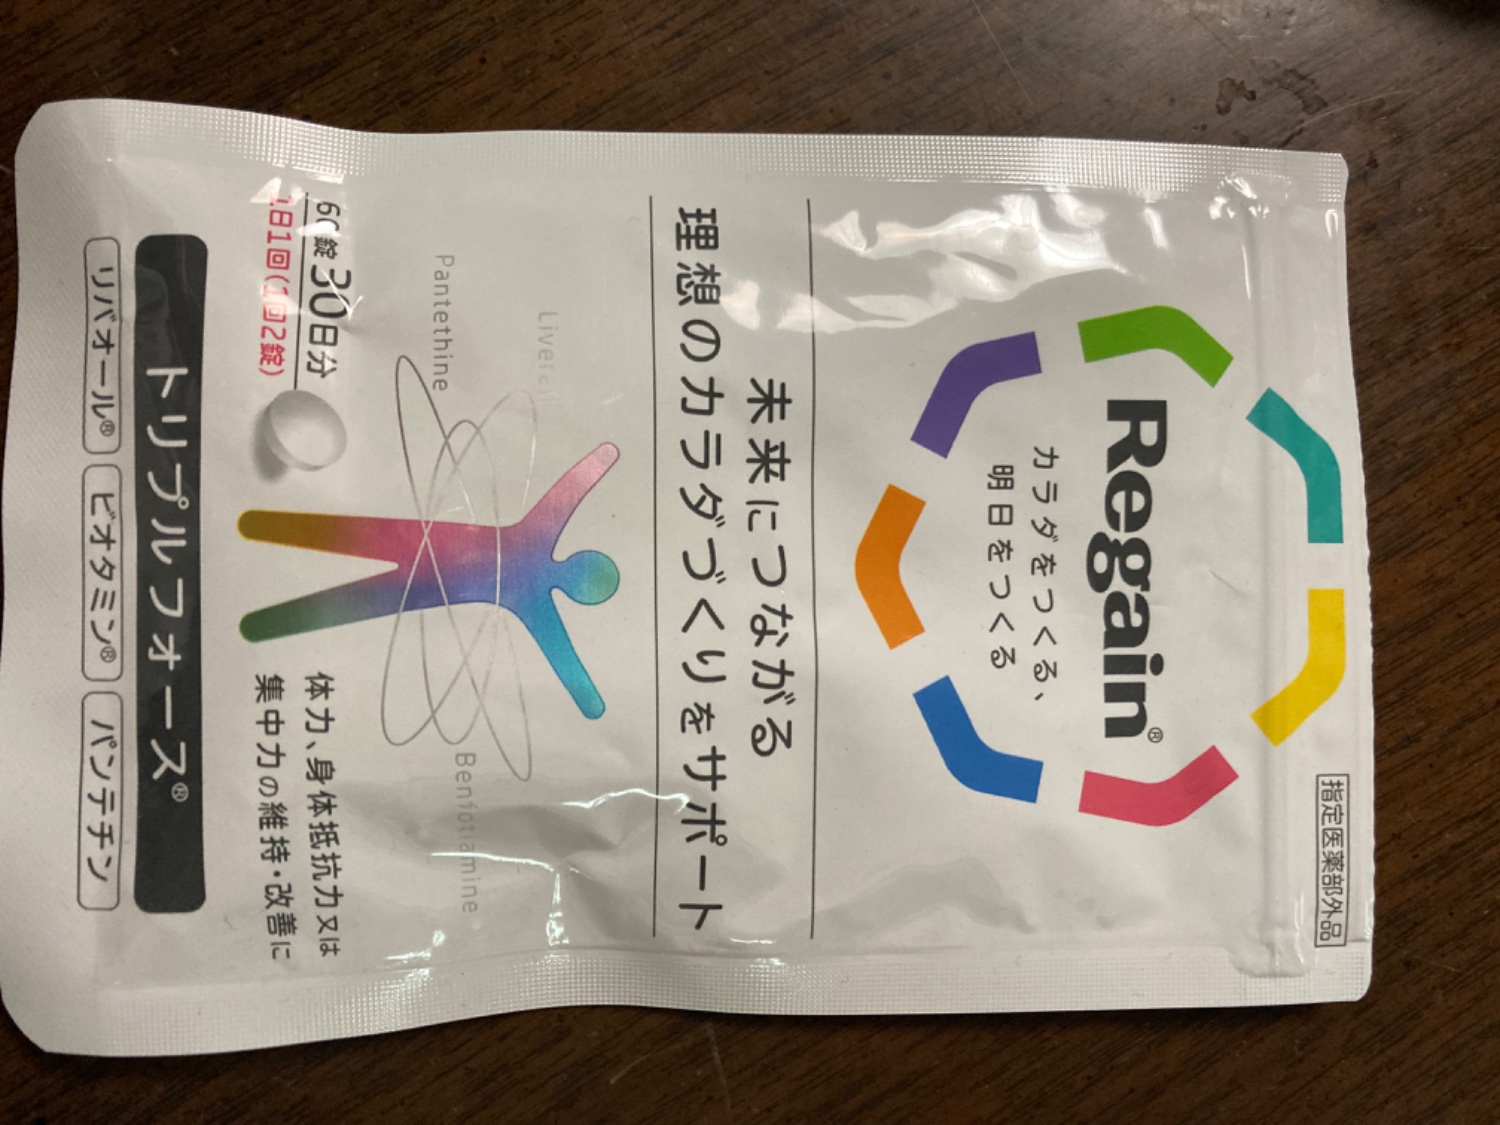 指定医薬部外品
Regain®
カラダをつくる、
明日をつくる
未来につながる
理想のカラダづくりをサポート
Pantethine
Benfotiamine
60錠 30日分
1日1回(1回2錠)
体力、身体抵抗力又は
集中力の維持・改善に
トリプルフォース®
リバオール® ビオタミン® パンテチン